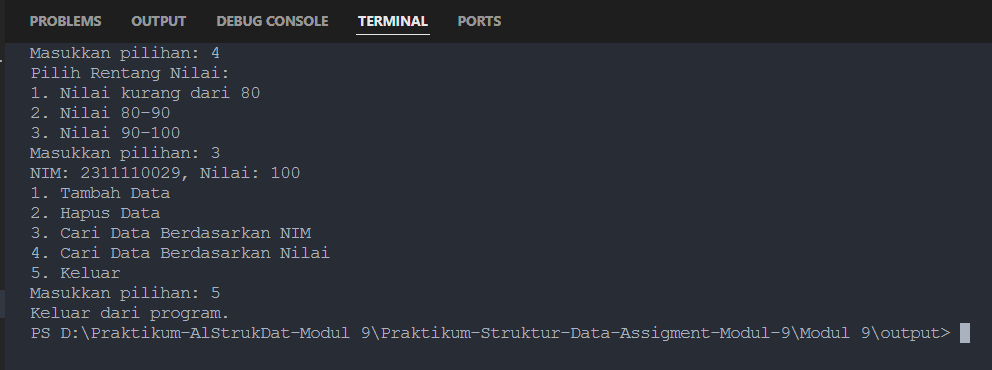 PROBLEMS OUTPUT DEBUG CONSOLE TERMINAL PORTS
Masukkan pilihan: 4
Pilih Rentang Nilai:
1. Nilai kurang dari 80
2. Nilai 80-90
3. Nilai 90-100
Masukkan pilihan: 3
NIM: 2311110029, Nilai: 100
1. Tambah Data
2. Hapus Data
3. Cari Data Berdasarkan NIM
4. Cari Data Berdasarkan Nilai
5. Keluar
Masukkan pilihan: 5
Keluar dari program.
PS D:\Praktikum-AlStrukDat-Modul 9\Praktikum-Struktur-Data-Assigment-Modul-9\Modul 9\output>